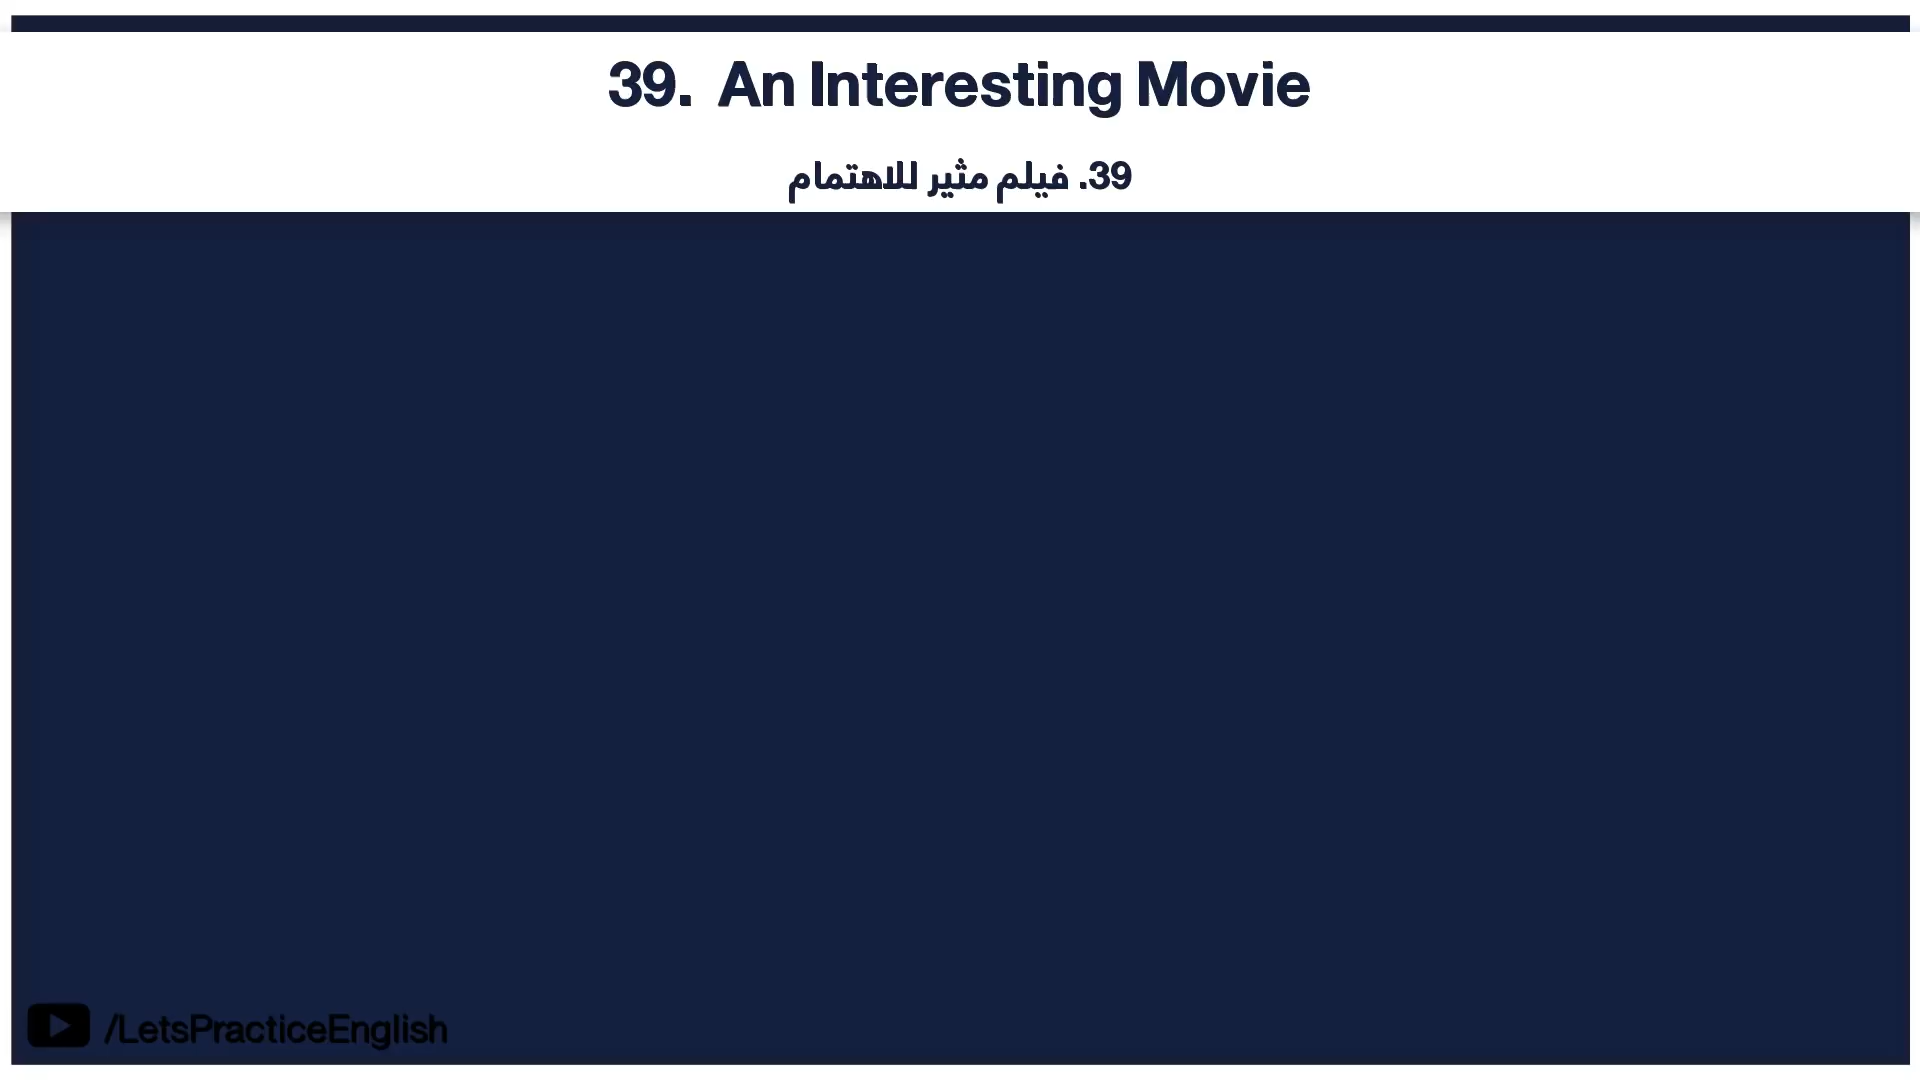 39. An Interesting Movie
39. فيلم مثير للاهتمام
/LetsPracticeEnglish